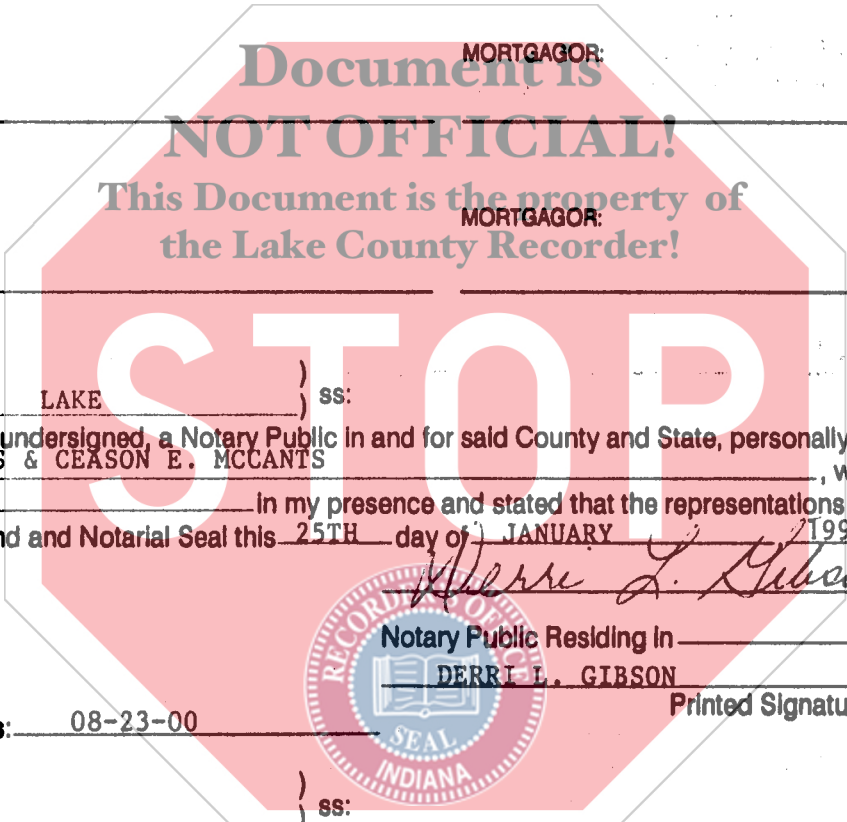 MORTGAGOR:
Document is
NOT OFFICIAL!
This Document is the property of
MORTGAGOR:
the Lake County Recorder!
STOP
)
LAKE ) ss:
undersigned, a Notary Public in and for said County and State, personally
S & CEASON E. MCCANTS , w
in my presence and stated that the representations
nd and Notarial Seal this 25TH day of JANUARY , 199
Derri L. Gibso
Notary Public Residing in
DERRI L. GIBSON
Printed Signatu
s: 08-23-00
RECORDER'S OFFICE
SEAL
INDIANA
)
) ss: